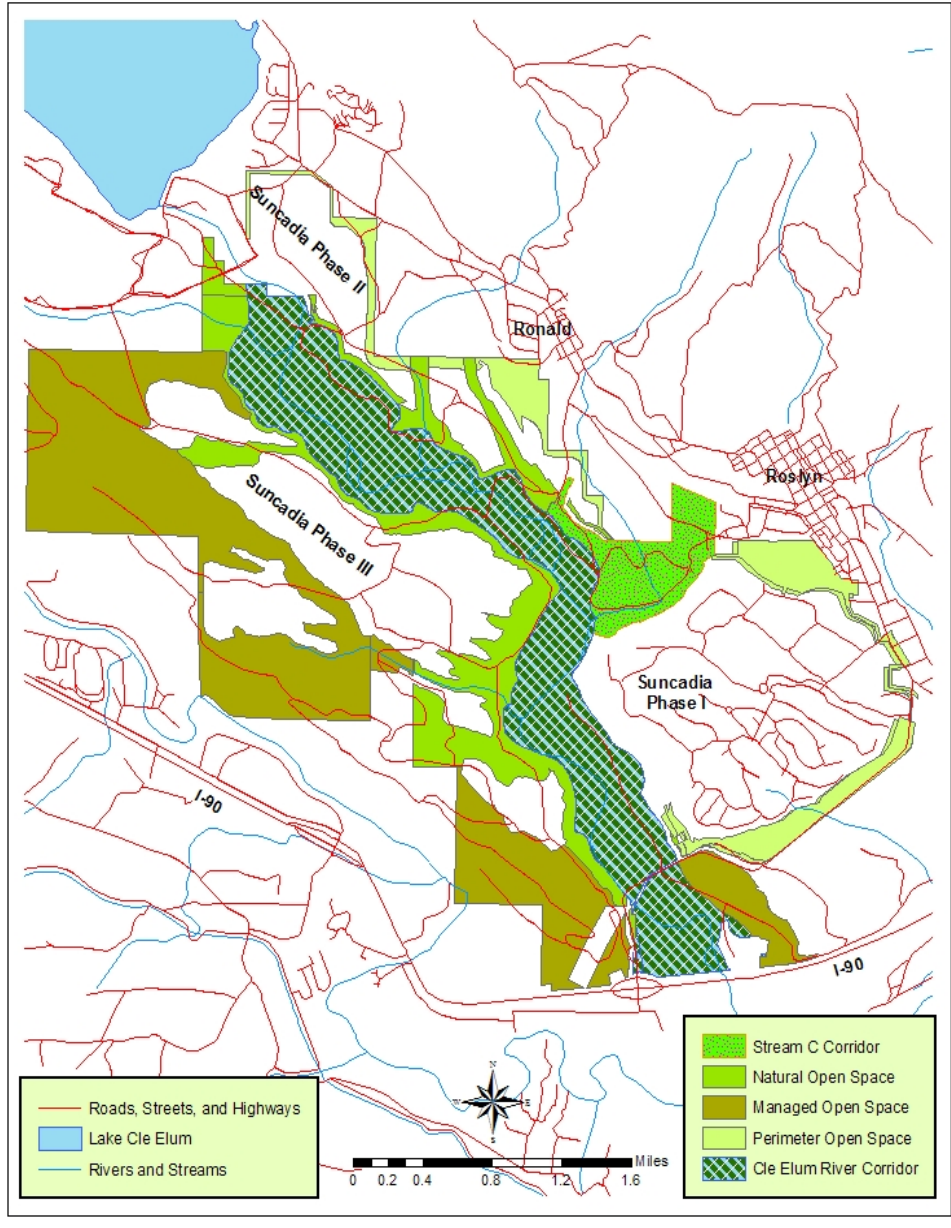 Suncadia Phase II
Ronald
Roslyn
Suncadia Phase III
Suncadia
Phase I
I-90
I-90
Stream C Corridor
Natural Open Space
Managed Open Space
Perimeter Open Space
Cle Elum River Corridor
Roads, Streets, and Highways
Lake Cle Elum
Rivers and Streams
N
W
E
S
Miles
0 0.2 0.4 0.8 1.2 1.6